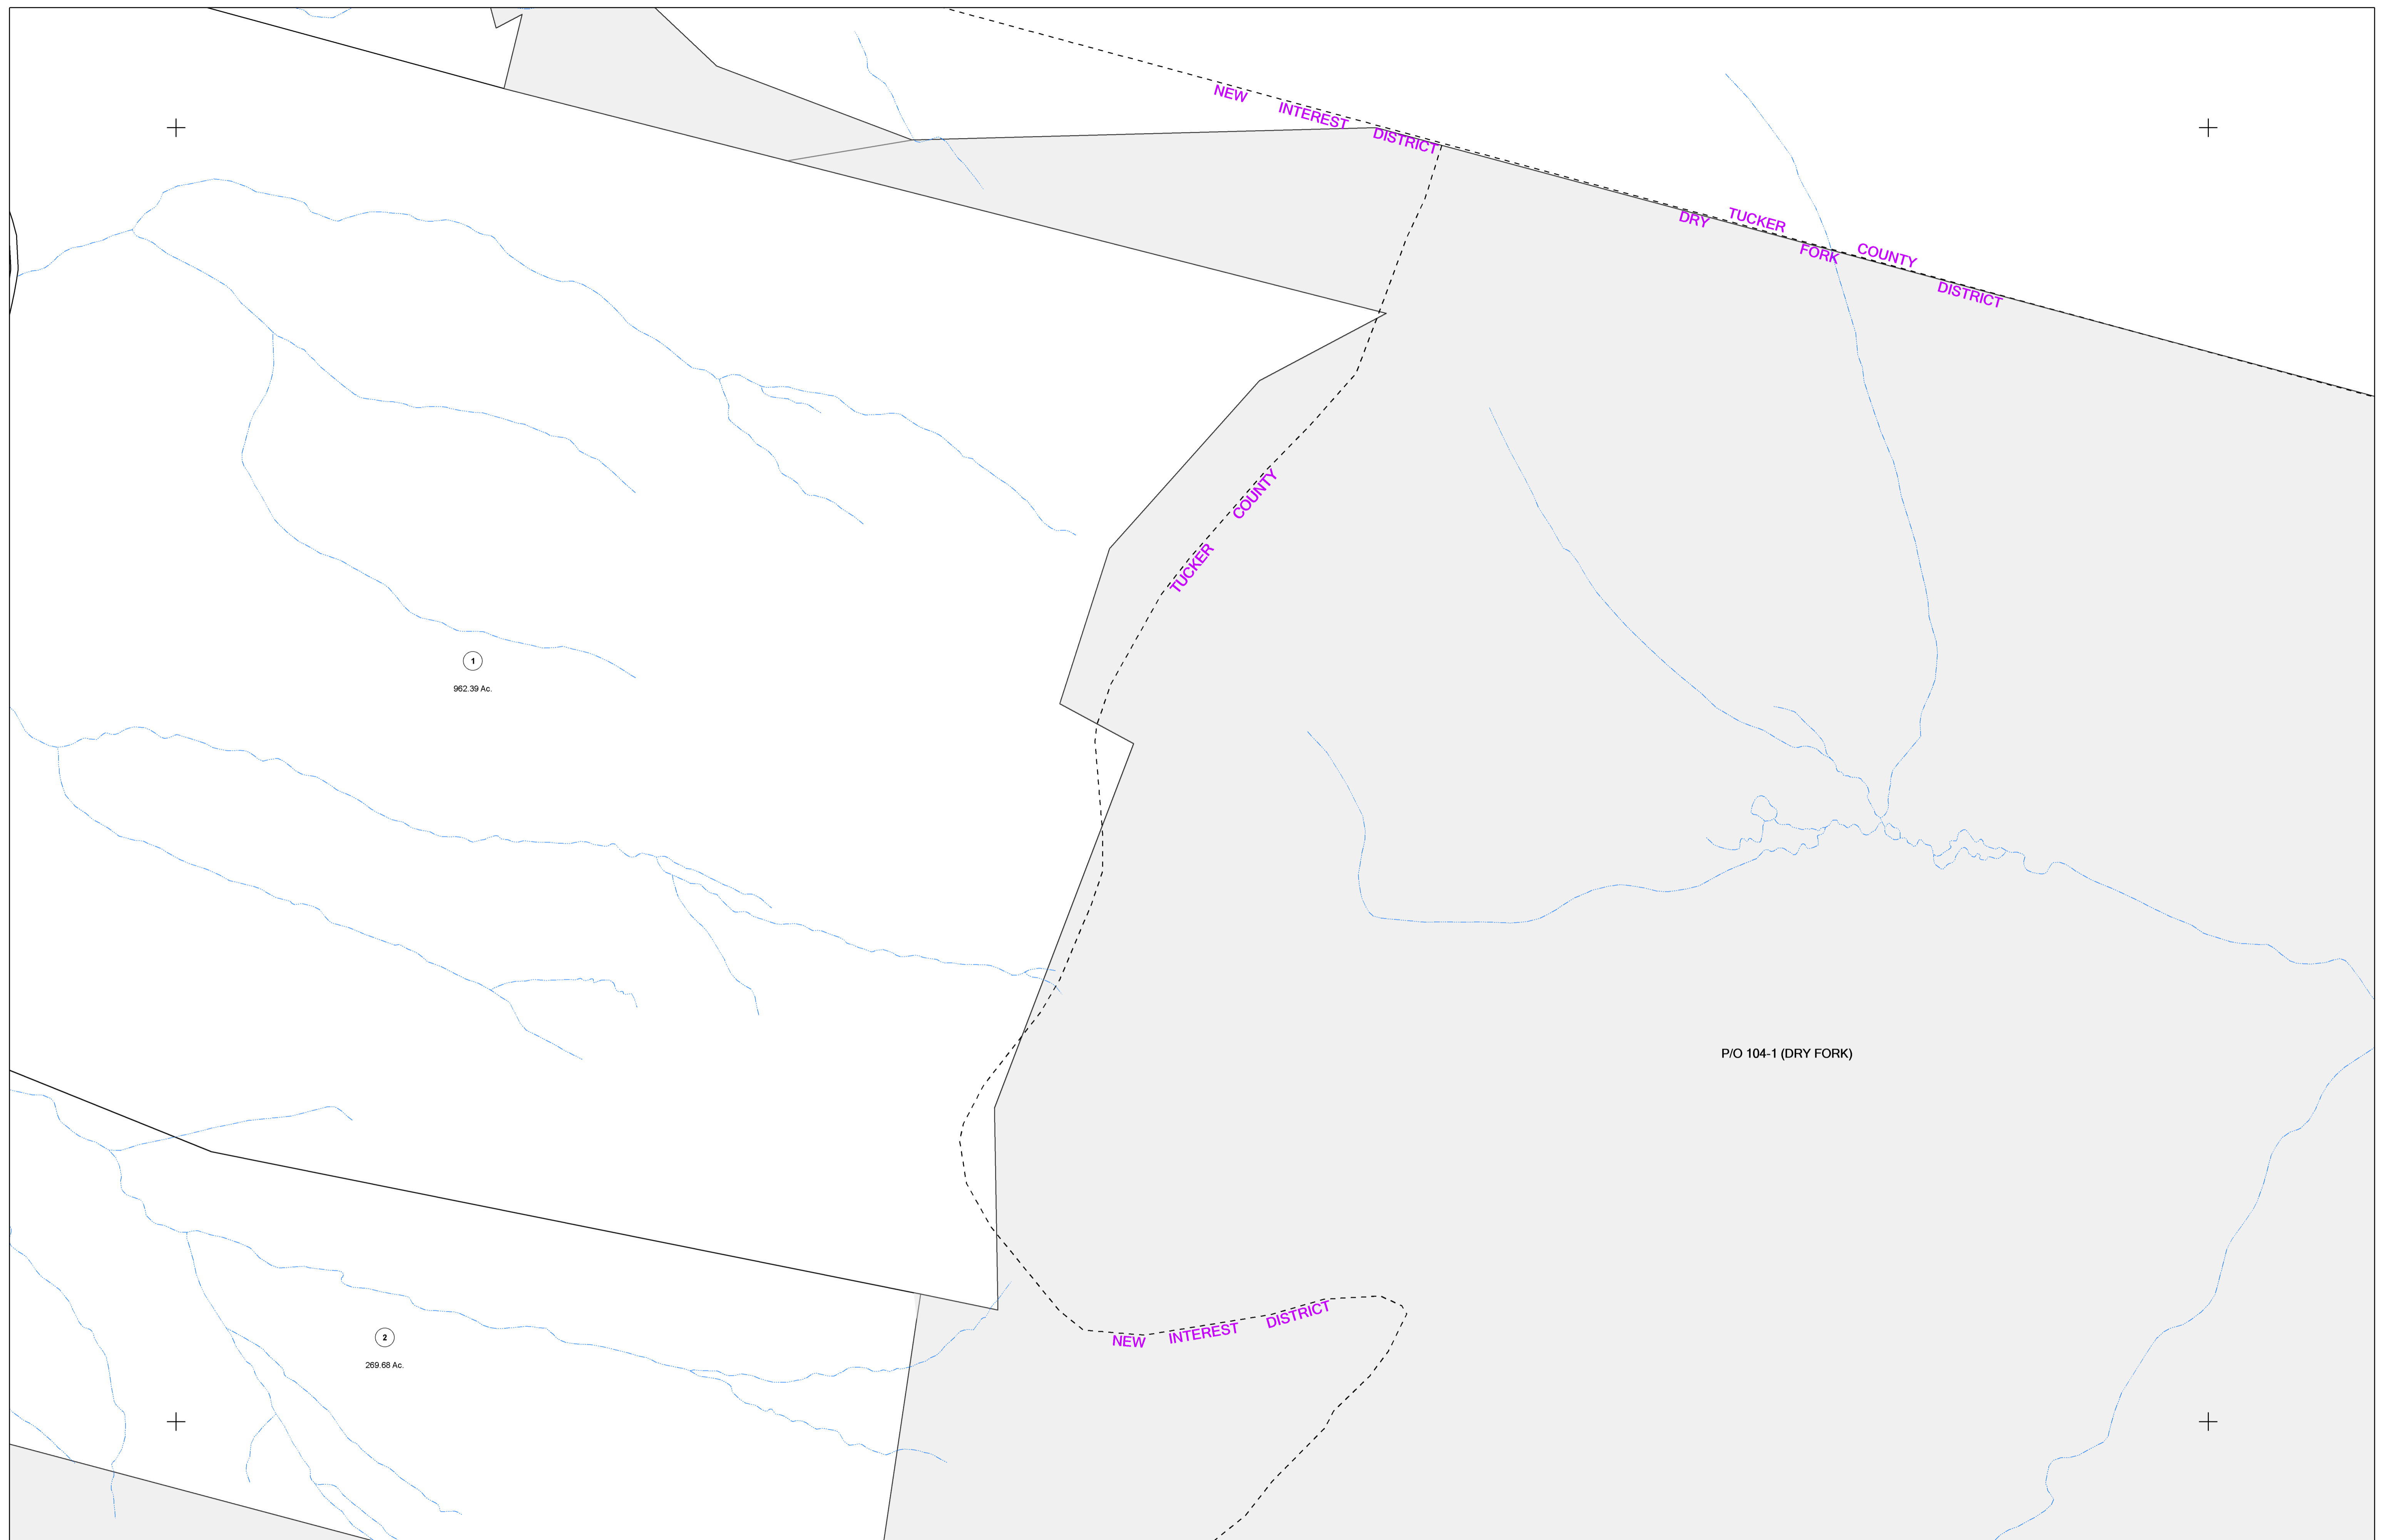 NEW INTEREST DISTRICT
TUCKER COUNTY
DRY FORK DISTRICT
TUCKER COUNTY
1
962.39 Ac.
P/O 104-1 (DRY FORK)
NEW INTEREST DISTRICT
2
269.68 Ac.